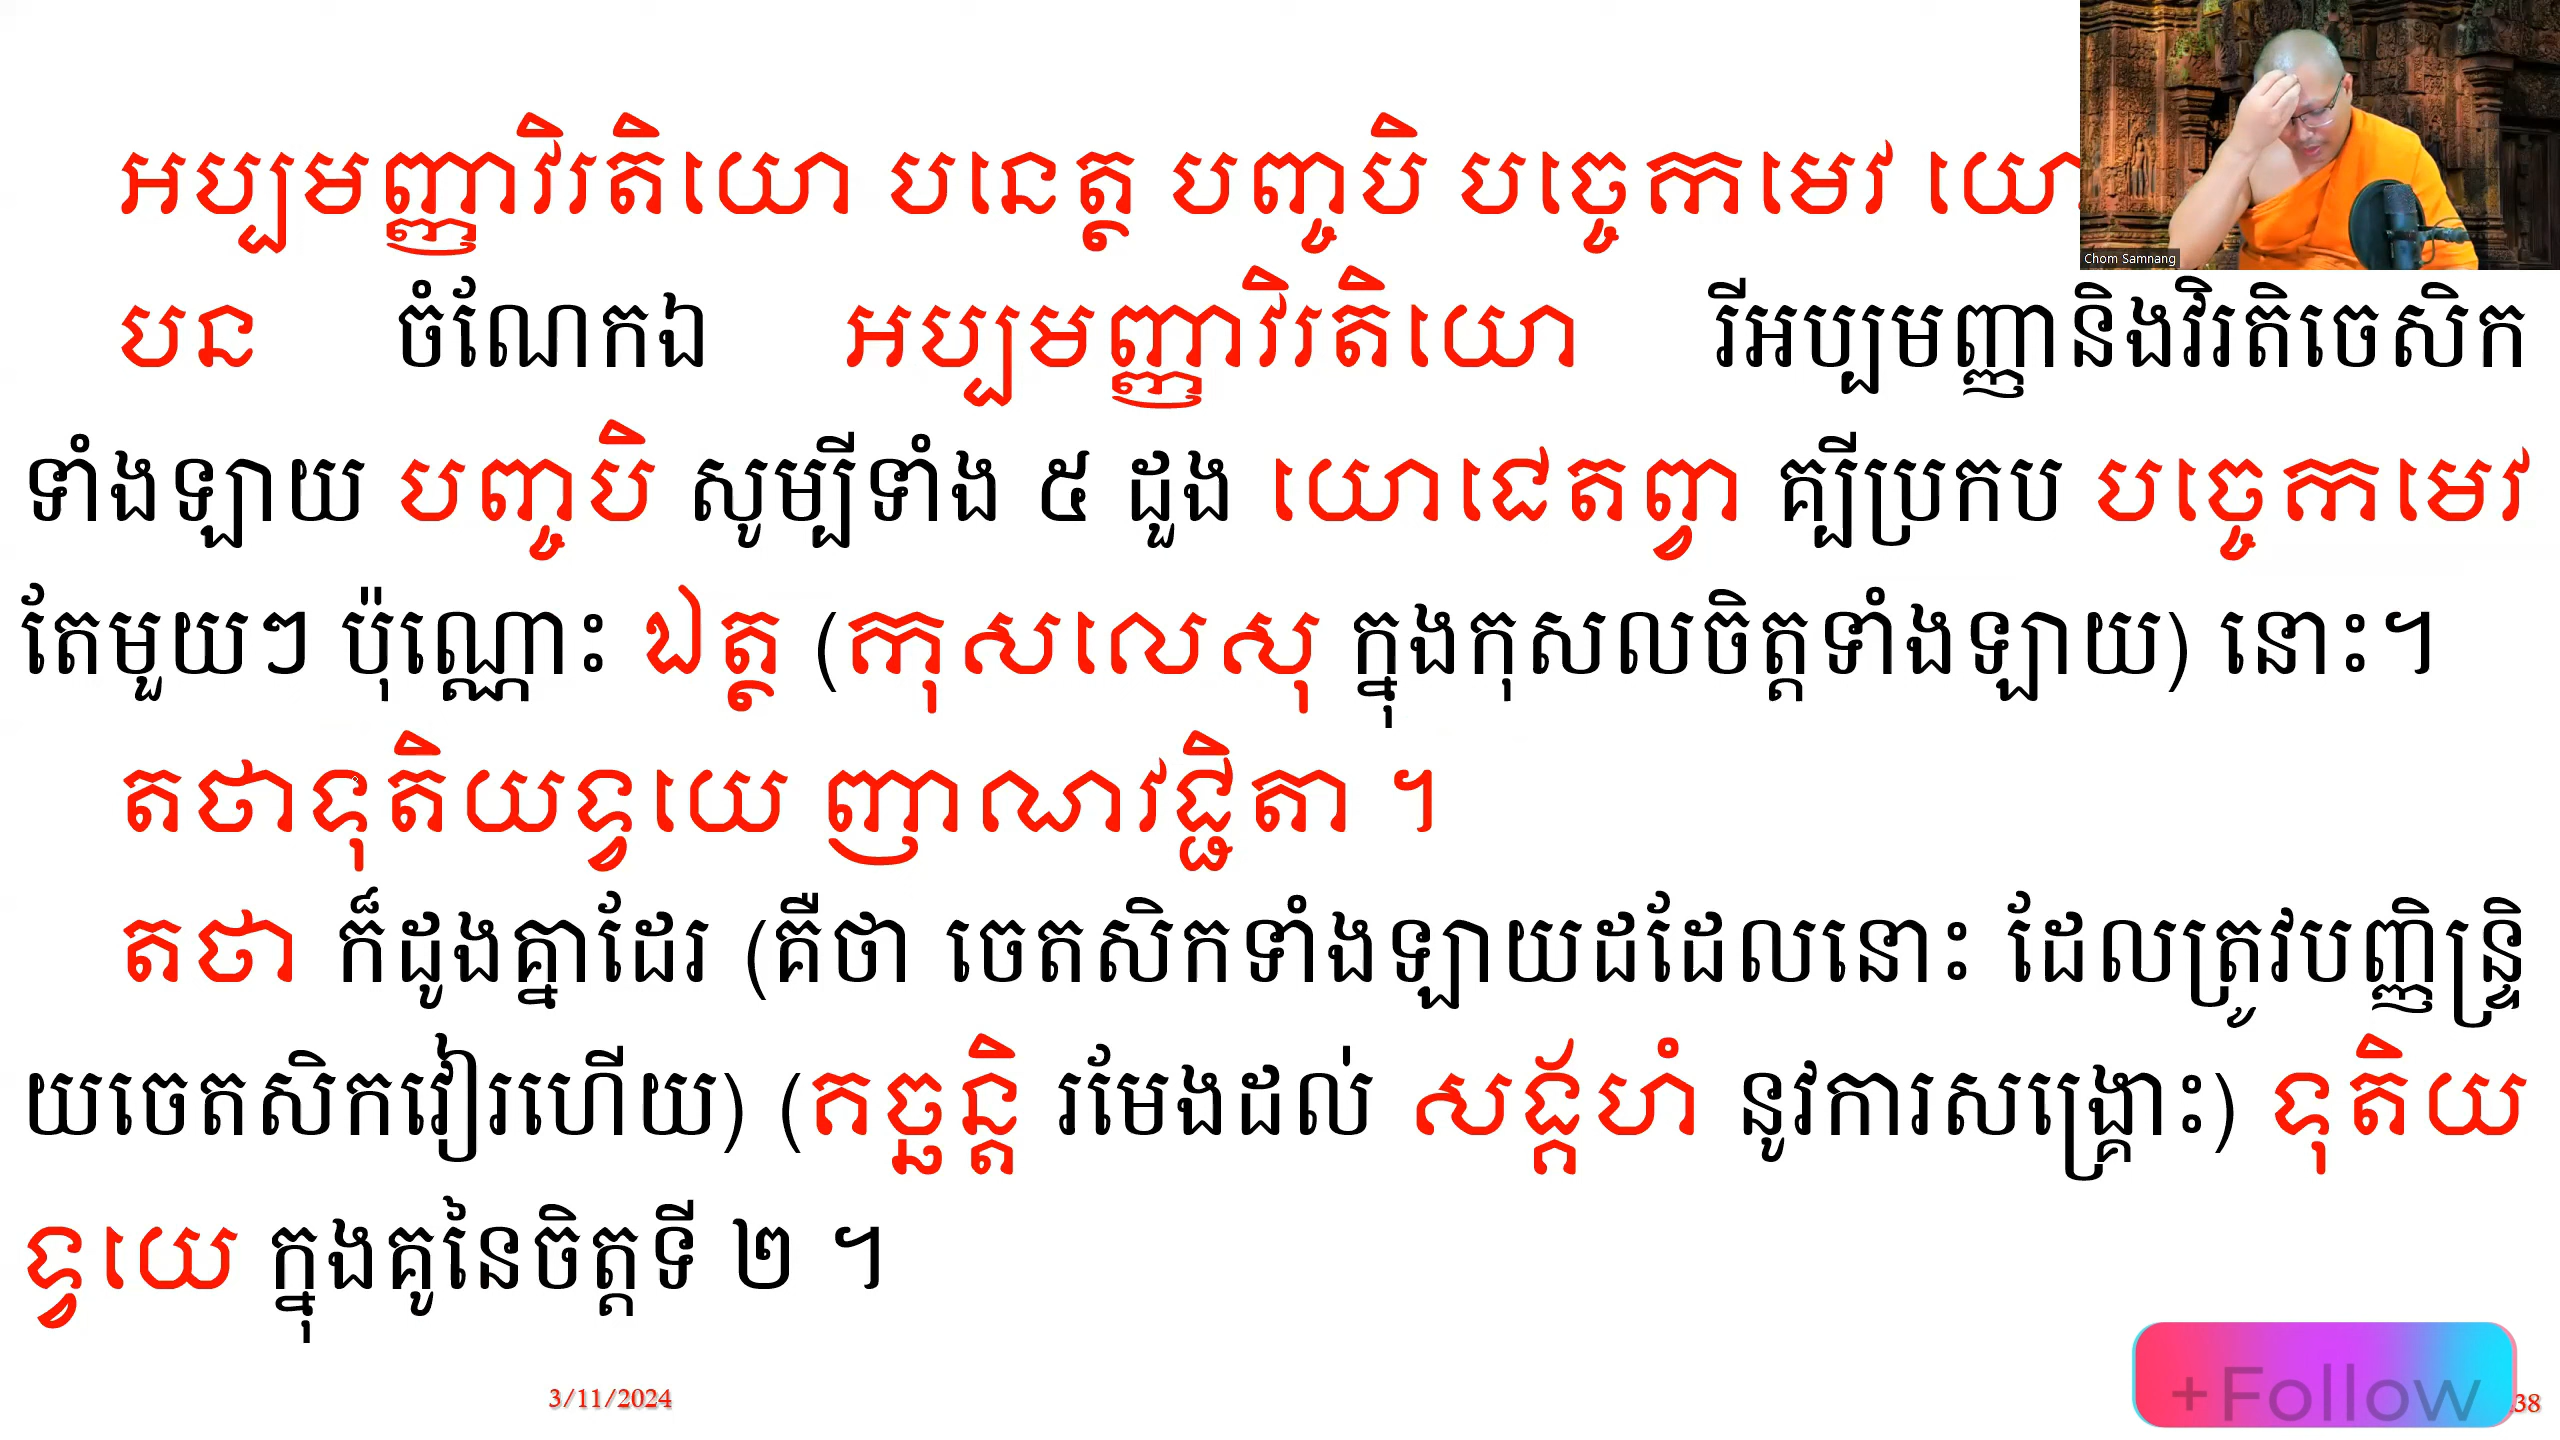 អប្បមញ្ញាវិរតិយោ បនេត្ថ បញ្ចបិ បច្ចេកមេវ យោ
Chom Samnang
បន ចំណែកឯ អប្បមញ្ញាវិរតិយោ រីអប្បមញ្ញានិងវិរតិចេសិក
ទាំងឡាយ បញ្ចបិ សូម្បីទាំង ៥ ដួង យោជេតព្វា គប្បីប្រកប បច្ចេកមេវ
តែមួយៗ ប៉ុណ្ណោះ ឯត្ថ (កុសលេសុ ក្នុងកុសលចិត្តទាំងឡាយ) នោះ។
តថាទុតិយទ្វយេ ញាណវជ្ជិតា ។
តថា ក៏ដូងគ្នាដែរ (គឺថា ចេតសិកទាំងឡាយដដែលនោះ ដែលត្រូវបញ្ញិន្ទ្រិ
យចេតសិកវៀរហើយ) (គច្ឆន្តិ រមែងដល់ សង្គ័ហំ នូវការសង្គ្រោះ) ទុតិយ
ទ្វយេ ក្នុងគូនៃចិត្តទី ២ ។
3/11/2024
+Follow
38